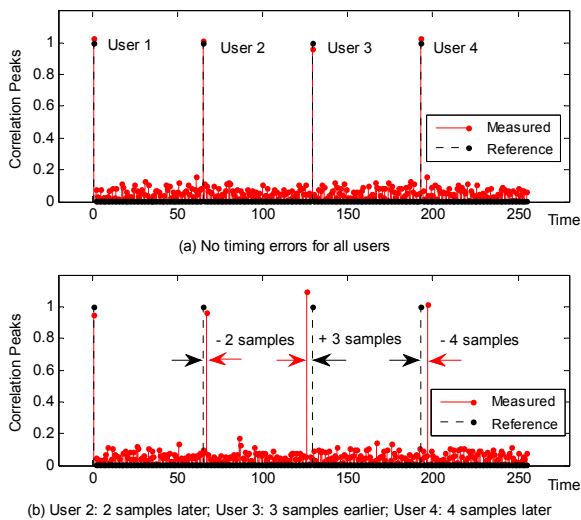 User 1
User 2
User 3
User 4
Correlation Peaks
1
0.8
0.6
0.4
0.2
0
Measured
Reference
0
50
100
150
200
250
Time
(a) No timing errors for all users
Correlation Peaks
1
0.8
0.6
0.4
0.2
0
- 2 samples
+ 3 samples
- 4 samples
Measured
Reference
0
50
100
150
200
250
Time
(b) User 2: 2 samples later; User 3: 3 samples earlier; User 4: 4 samples later